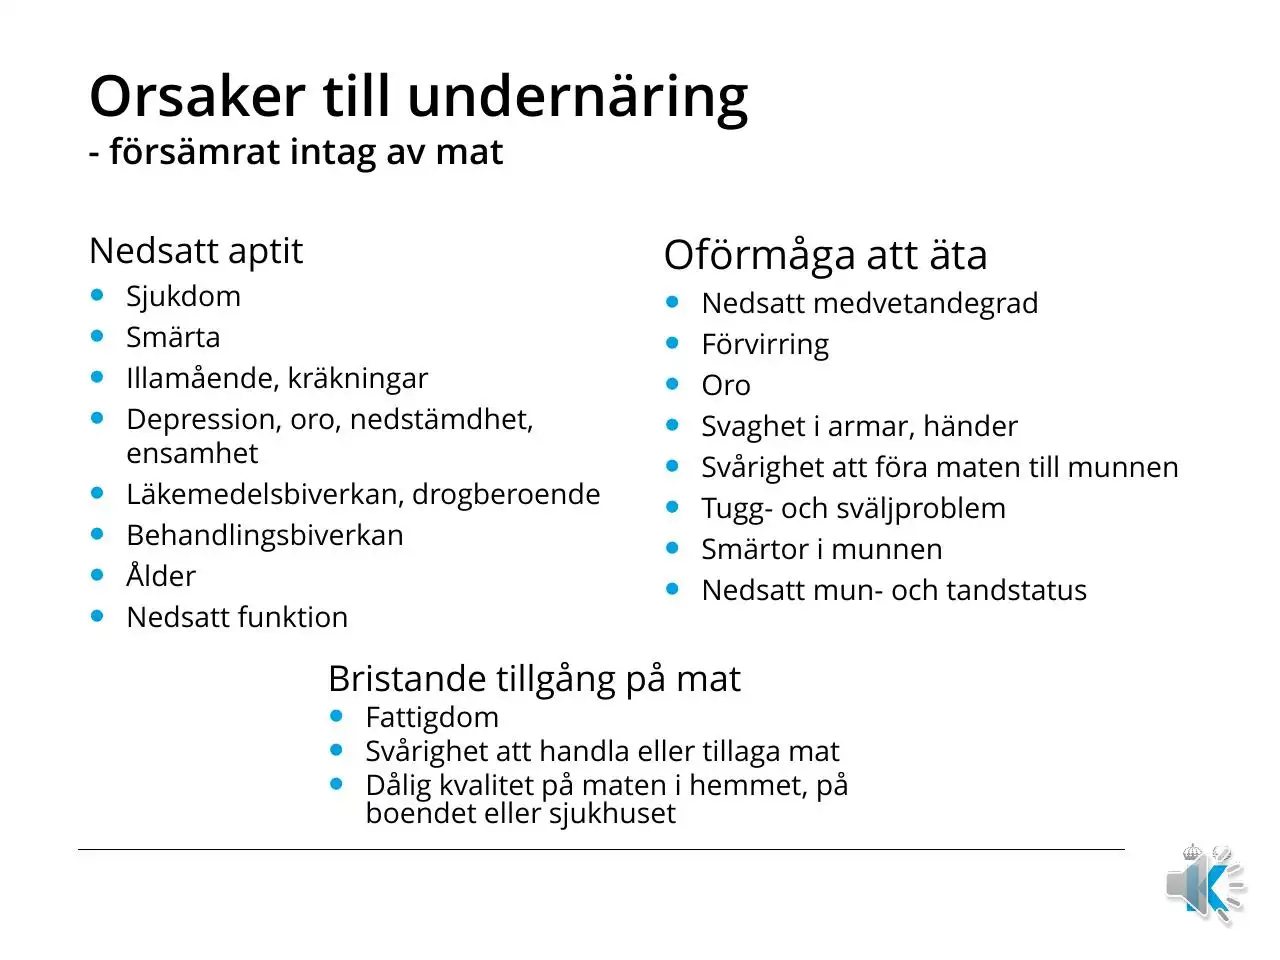 Orsaker till undernäring
- försämrat intag av mat
Nedsatt aptit
Sjukdom
Smärta
Illamående, kräkningar
Depression, oro, nedstämdhet,
ensamhet
Läkemedelsbiverkan, drogberoende
Behandlingsbiverkan
Ålder
Nedsatt funktion
Oförmåga att äta
Nedsatt medvetandegrad
Förvirring
Oro
Svaghet i armar, händer
Svårighet att föra maten till munnen
Tugg- och sväljproblem
Smärtor i munnen
Nedsatt mun- och tandstatus
Bristande tillgång på mat
Fattigdom
Svårighet att handla eller tillaga mat
Dålig kvalitet på maten i hemmet, på
boendet eller sjukhuset
K